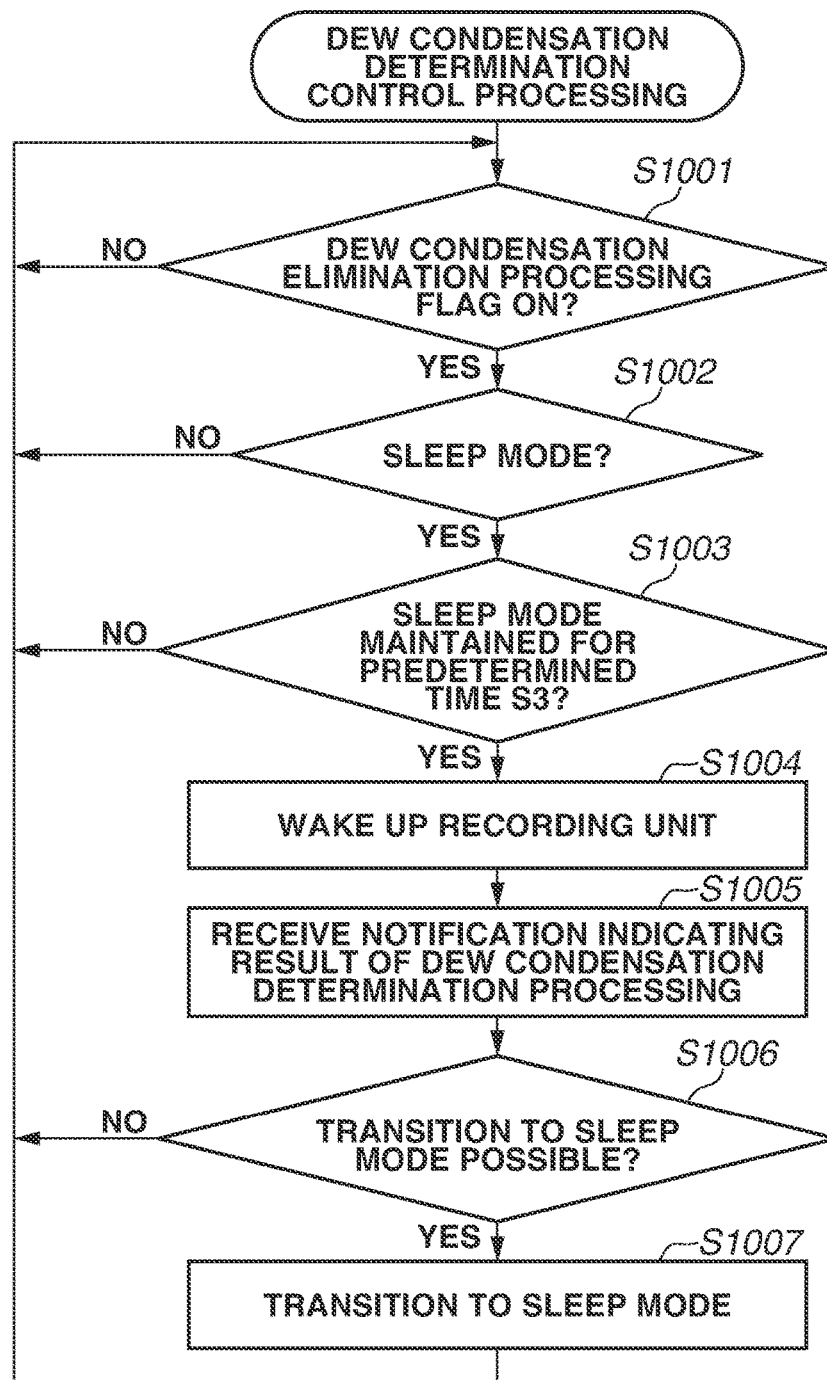 DEW CONDENSATION
DETERMINATION
CONTROL PROCESSING
S1001
NO
DEW CONDENSATION
ELIMINATION PROCESSING
FLAG ON?
YES
S1002
NO
SLEEP MODE?
YES
S1003
NO
SLEEP MODE
MAINTAINED FOR
PREDETERMINED
TIME S3?
YES
S1004
WAKE UP RECORDING UNIT
S1005
RECEIVE NOTIFICATION INDICATING
RESULT OF DEW CONDENSATION
DETERMINATION PROCESSING
S1006
NO
TRANSITION TO SLEEP
MODE POSSIBLE?
YES
S1007
TRANSITION TO SLEEP MODE